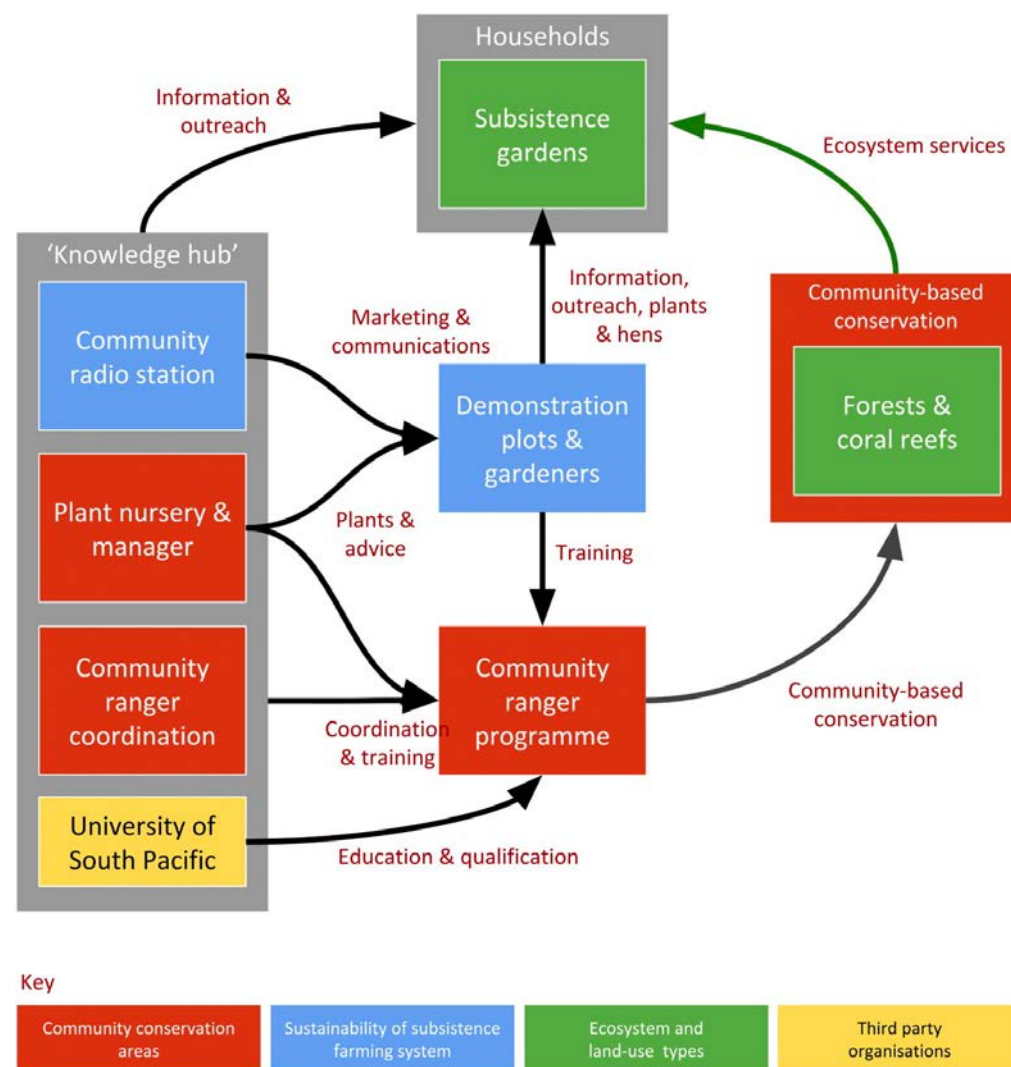 Households
Subsistence
gardens
Information &
outreach
Ecosystem services
'Knowledge hub'
Community
radio station
Marketing &
communications
Information,
outreach, plants
& hens
Community-based
conservation
Forests &
coral reefs
Demonstration
plots &
gardeners
Plant nursery &
manager
Plants &
advice
Training
Community
ranger
coordination
Coordination
& training
Community
ranger
programme
Community-based
conservation
University of
South Pacific
Education & qualification
Key
Community conservation
areas
Sustainability of subsistence
farming system
Ecosystem and
land-use types
Third party
organisations